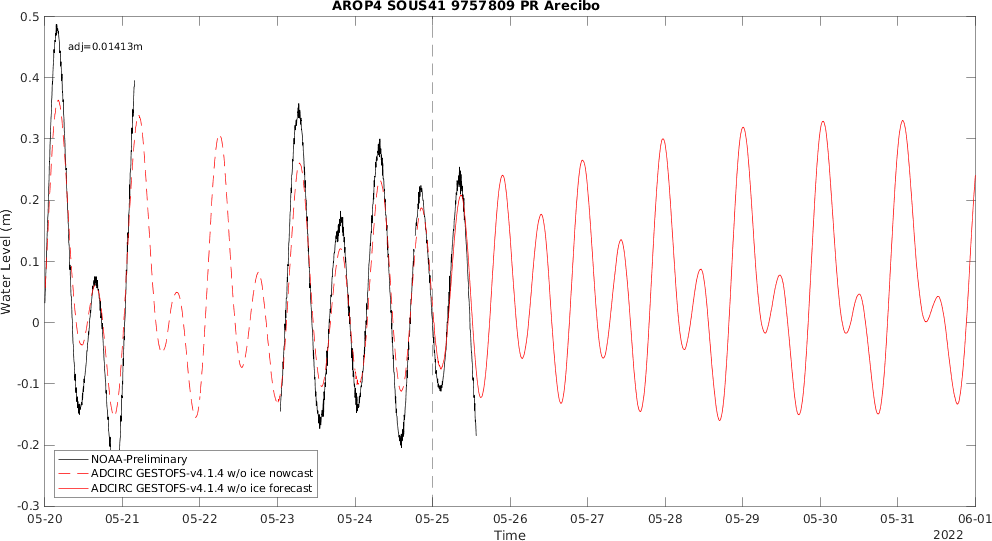 AROP4 SOUS41 9757809 PR Arecibo
adj=0.01413m
0.5
0.4
0.3
0.2
0.1
0
-0.1
-0.2
-0.3
Water Level (m)
NOAA-Preliminary
ADCIRC GESTOFS-v4.1.4 w/o ice nowcast
ADCIRC GESTOFS-v4.1.4 w/o ice forecast
05-20 05-21 05-22 05-23 05-24 05-25 05-26 05-27 05-28 05-29 05-30 05-31 06-01
Time
2022